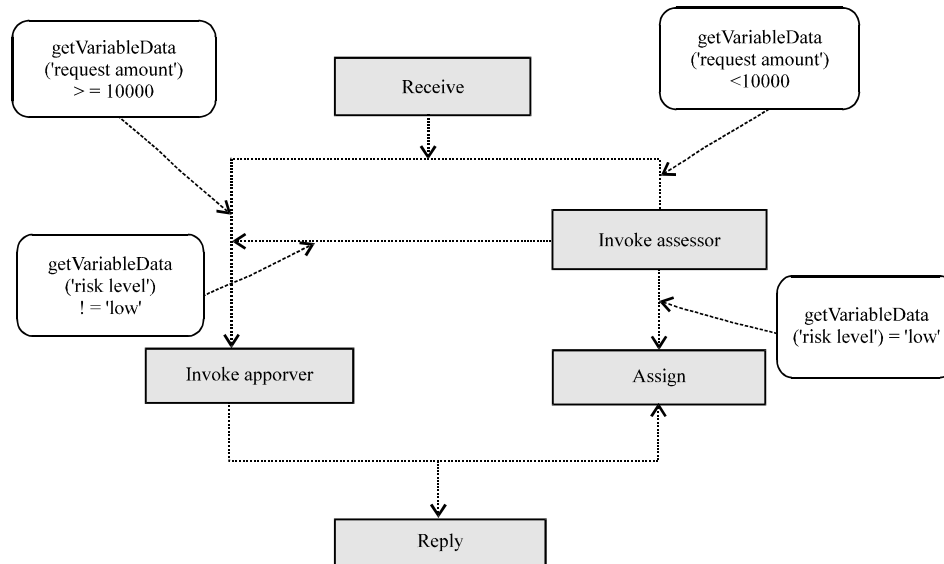 getVariableData
('request amount')
> = 10000
Receive
getVariableData
('request amount')
<10000
getVariableData
('risk level')
! = 'low'
Invoke assessor
getVariableData
('risk level') = 'low'
Invoke apporver
Assign
Reply